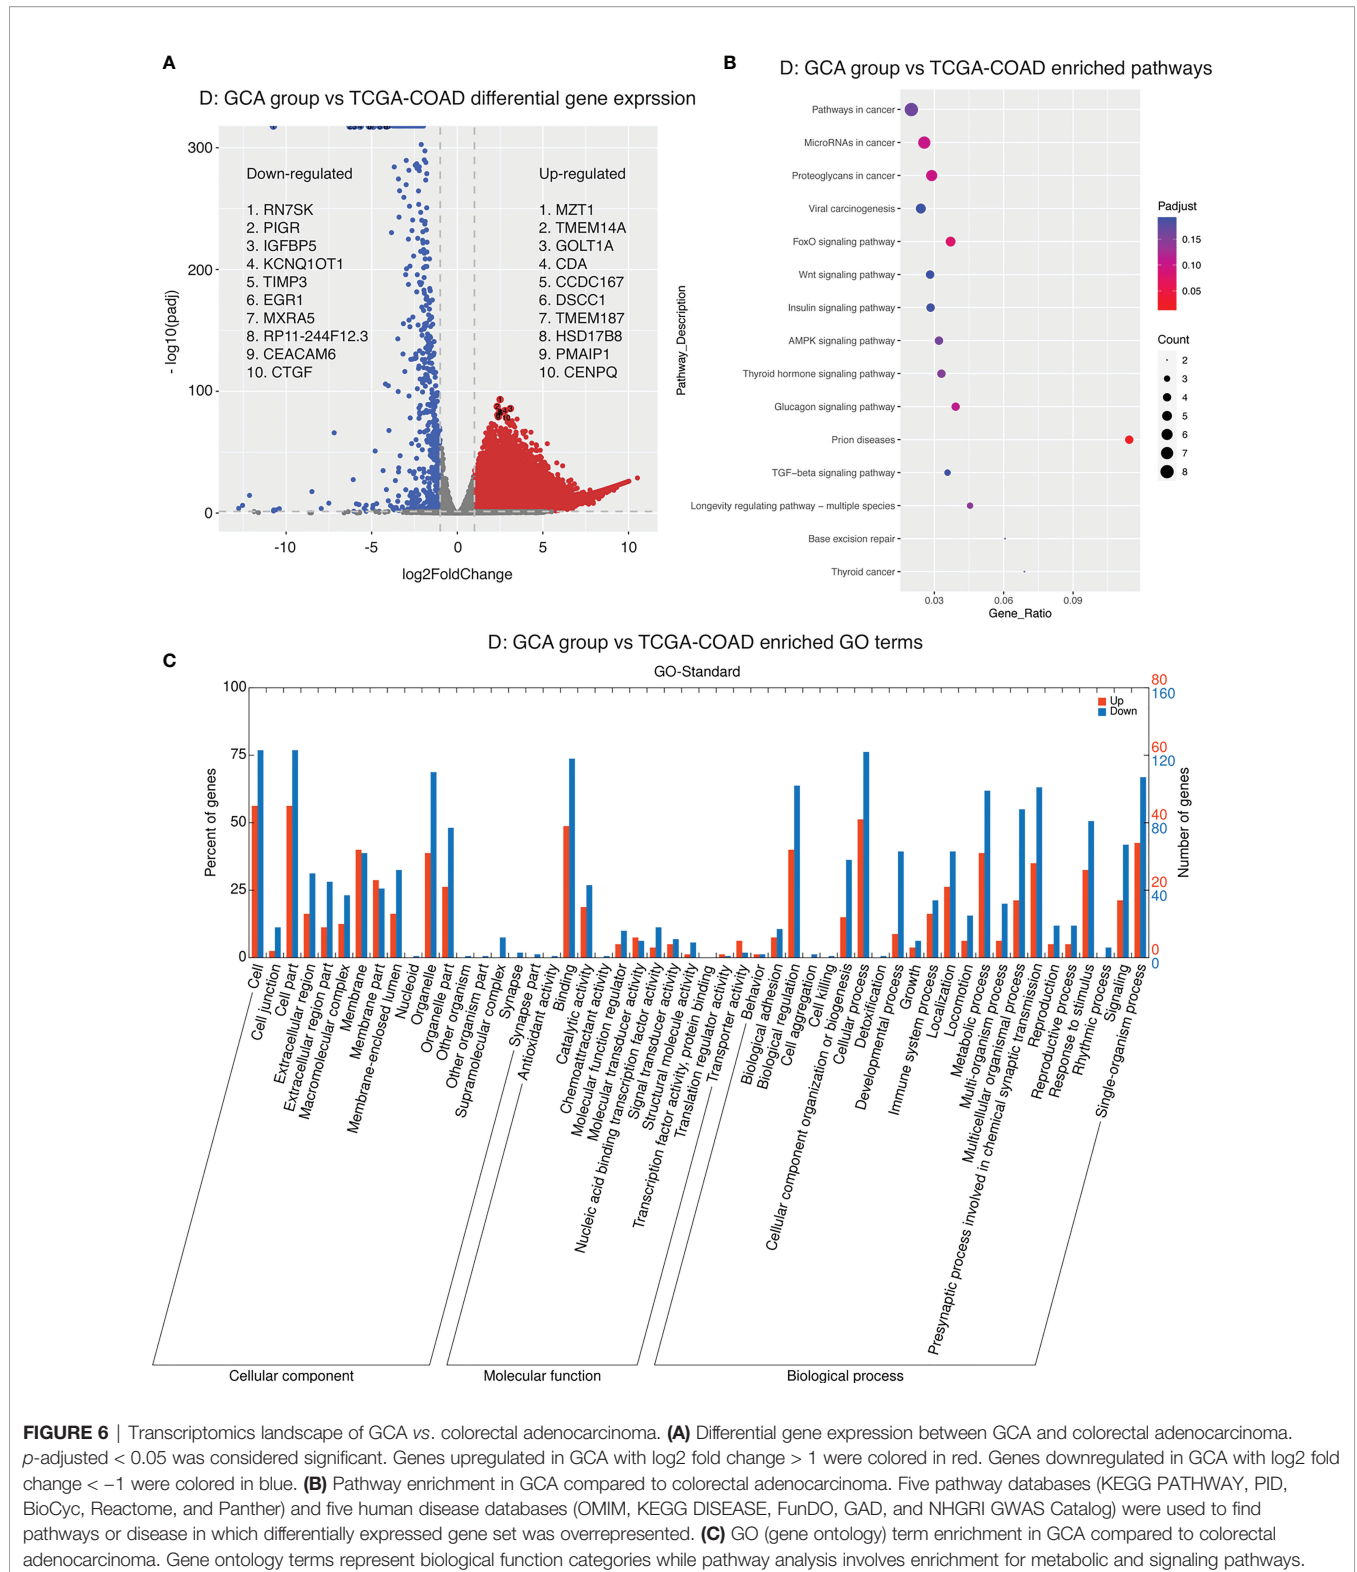 A
D: GCA group vs TCGA-COAD differential gene exprssion
- log10(padj)
300
200
100
0
Down-regulated
1. RN7SK
2. PIGR
3. IGFBP5
4. KCNQ1OT1
5. TIMP3
6. EGR1
7. MXRA5
8. RP11-244F12.3
9. CEACAM6
10. CTGF
Up-regulated
1. MZT1
2. TMEM14A
3. GOLT1A
4. CDA
5. CCDC167
6. DSCC1
7. TMEM187
8. HSD17B8
9. PMAIP1
10. CENPQ
-10
-5
0
5
10
log2FoldChange
B
D: GCA group vs TCGA-COAD enriched pathways
Pathway_Description
Pathways in cancer
MicroRNAs in cancer
Proteoglycans in cancer
Viral carcinogenesis
FoxO signaling pathway
Wnt signaling pathway
Insulin signaling pathway
AMPK signaling pathway
Thyroid hormone signaling pathway
Glucagon signaling pathway
Prion diseases
TGF−beta signaling pathway
Longevity regulating pathway − multiple species
Base excision repair
Thyroid cancer
0.03
0.06
0.09
Gene_Ratio
Padjust
0.15
0.10
0.05
Count
2
3
4
5
6
7
8
C
D: GCA group vs TCGA-COAD enriched GO terms
GO-Standard
Percent of genes
100
75
50
25
0
Up
Down
80
160
60
120
40
80
20
40
0
0
Number of genes
Cell
Cell junction
Cell part
Extracellular region
Extracellular region part
Macromolecular complex
Membrane
Membrane part
Membrane-enclosed lumen
Nucleoid
Organelle
Organelle part
Other organism
Other organism part
Supramolecular complex
Synapse
Synapse part
Antioxidant activity
Binding
Catalytic activity
Chemoattractant activity
Molecular function regulator
Molecular transducer activity
Nucleic acid binding transcription factor activity
Signal transducer activity
Structural molecule activity
Transcription factor activity, protein binding
Translation regulator activity
Transporter activity
Behavior
Biological adhesion
Biological regulation
Cell aggregation
Cell killing
Cellular component organization or biogenesis
Cellular process
Detoxification
Developmental process
Growth
Immune system process
Localization
Locomotion
Metabolic process
Multi-organism process
Multicellular organismal process
Presynaptic process involved in chemical synaptic transmission
Reproduction
Reproductive process
Response to stimulus
Rhythmic process
Signaling
Single-organism process
Cellular component
Molecular function
Biological process
FIGURE 6 | Transcriptomics landscape of GCA vs. colorectal adenocarcinoma. (A) Differential gene expression between GCA and colorectal adenocarcinoma.
p-adjusted < 0.05 was considered significant. Genes upregulated in GCA with log2 fold change > 1 were colored in red. Genes downregulated in GCA with log2 fold
change < −1 were colored in blue. (B) Pathway enrichment in GCA compared to colorectal adenocarcinoma. Five pathway databases (KEGG PATHWAY, PID,
BioCyc, Reactome, and Panther) and five human disease databases (OMIM, KEGG DISEASE, FunDO, GAD, and NHGRI GWAS Catalog) were used to find
pathways or disease in which differentially expressed gene set was overrepresented. (C) GO (gene ontology) term enrichment in GCA compared to colorectal
adenocarcinoma. Gene ontology terms represent biological function categories while pathway analysis involves enrichment for metabolic and signaling pathways.